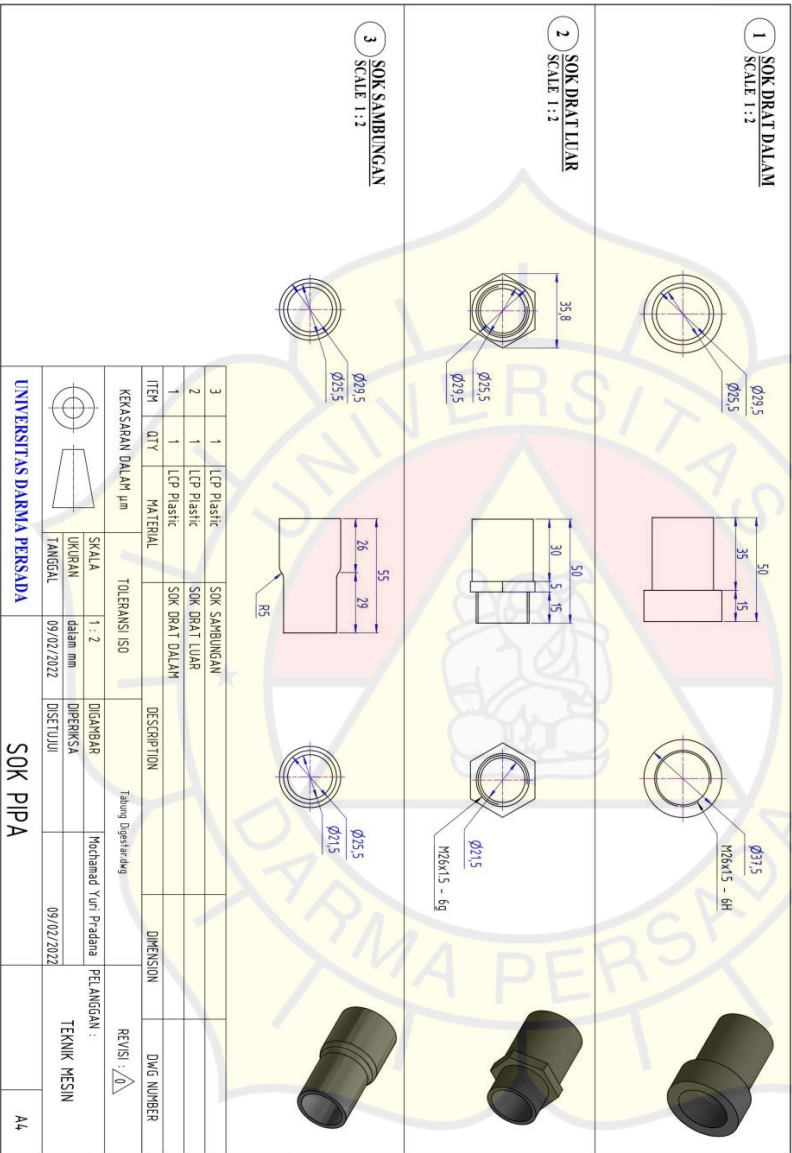 1 SOK DRAT DALAM
SCALE 1:2
Ø29,5
Ø25,5
50
35
15
Ø37,5
M26x1.5 - 6H
2 SOK DRAT LUAR
SCALE 1:2
35,8
Ø25,5
Ø29,5
50
30
5
15
Ø21,5
M26x1.5 - 6g
3 SOK SAMBUNGAN
SCALE 1:2
Ø29,5
Ø25,5
55
26
29
R5
Ø25,5
Ø21,5
3 1 LCP Plastic SOK SAMBUNGAN
2 1 LCP Plastic SOK DRAT LUAR
1 1 LCP Plastic SOK DRAT DALAM
ITEM QTY MATERIAL DESCRIPTION DIMENSION DWG NUMBER
KEKASARAN DALAM µm TOLERANSI ISO Tabung Digestar.dwg REVISI : 0
SKALA 1 : 2 DIGAMBAR Mochamad Yuri Pradana PELANGGAN :
UKURAN dalam mm DIPERIKSA TEKNIK MESIN
TANGGAL 09/02/2022 DISETUJUI 09/02/2022
UNIVERSITAS DARMA PERSADA SOK PIPA A4
UNIVERSITAS
DARMA PERSADA